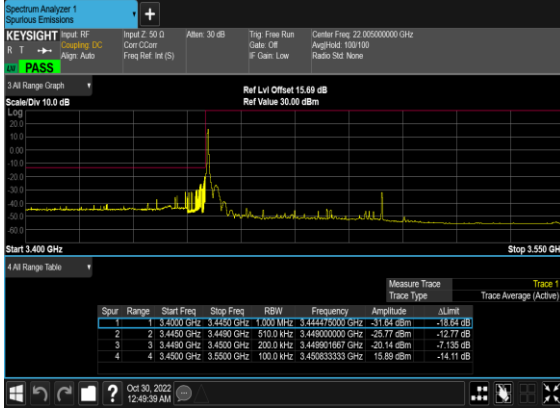 Spectrum Analyzer 1
Spurious Emissions
+
KEYSIGHT Input: RF Input Z: 50 Ω Atten: 30 dB Trig: Free Run Center Freq: 22.005000000 GHz
R T Coupling: DC Corr CCorr Gate: Off Avg|Hold: 100/100
Align: Auto Freq Ref: Int (S) IF Gain: Low Radio Std: None
PASS
3 All Range Graph
Ref Lvl Offset 15.69 dB
Scale/Div 10.0 dB Ref Value 30.00 dBm
Log
20.0
10.0
0.00
-10.0
-20.0
-30.0
-40.0
-50.0
-60.0
Start 3.400 GHz Stop 3.550 GH
4 All Range Table
Measure Trace Trace 1
Trace Type Trace Average (Active)
Spur Range Start Freq Stop Freq RBW Frequency Amplitude ΔLimit
1 1 3.4000 GHz 3.4450 GHz 1.000 MHz 3.444475000 GHz -31.64 dBm -18.64 dB
2 2 3.4450 GHz 3.4490 GHz 510.0 kHz 3.449000000 GHz -25.77 dBm -12.77 dB
3 3 3.4490 GHz 3.4500 GHz 200.0 kHz 3.449901667 GHz -20.14 dBm -7.135 dB
4 4 3.4500 GHz 3.5500 GHz 100.0 kHz 3.450833333 GHz 15.89 dBm -14.11 dB
? Oct 30, 2022
12:49:39 AM